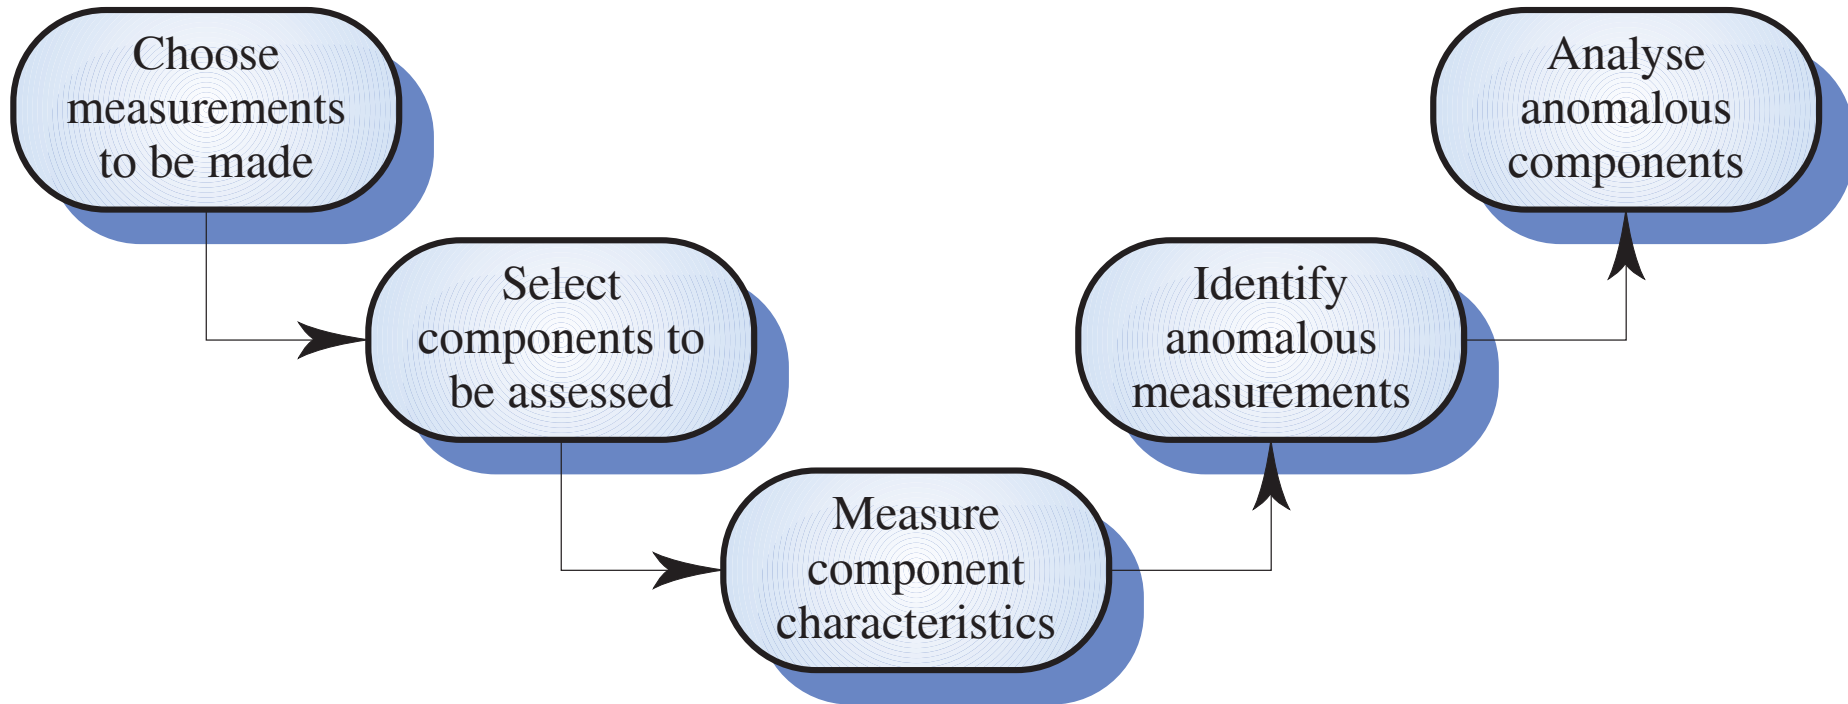 Choose
measurements
to be made
Select
components to
be assessed
Measure
component
characteristics
Identify
anomalous
measurements
Analyse
anomalous
components